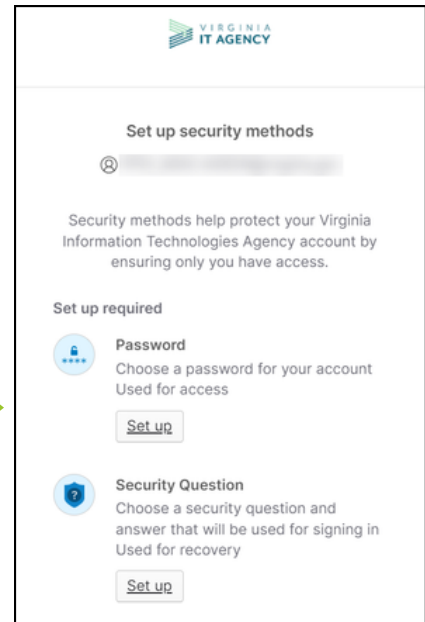 VIRGINIA
IT AGENCY
Set up security methods
Security methods help protect your Virginia
Information Technologies Agency account by
ensuring only you have access.
Set up required
Password
Choose a password for your account
Used for access
Set up
Security Question
Choose a security question and
answer that will be used for signing in
Used for recovery
Set up